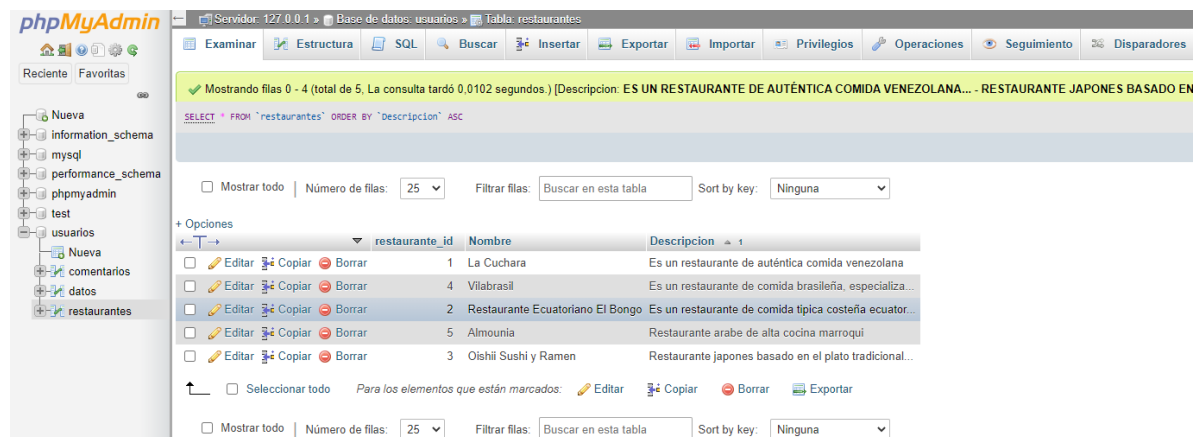 phpMyAdmin
Reciente Favoritas
Nueva
information_schema
mysql
performance_schema
phpmyadmin
test
usuarios
Nueva
comentarios
datos
restaurantes
Servidor: 127.0.0.1 » Base de datos: usuarios » Tabla: restaurantes
Examinar Estructura SQL Buscar Insertar Exportar Importar Privilegios Operaciones Seguimiento Disparadores
Mostrando filas 0 - 4 (total de 5, La consulta tardó 0,0102 segundos.) [Descripcion: ES UN RESTAURANTE DE AUTÉNTICA COMIDA VENEZOLANA... - RESTAURANTE JAPONES BASADO EN
SELECT * FROM `restaurantes` ORDER BY `Descripcion` ASC
Mostrar todo | Número de filas: 25 Filtrar filas: Buscar en esta tabla Sort by key: Ninguna
+ Opciones
restaurante_id Nombre Descripcion 1
Editar Copiar Borrar 1 La Cuchara Es un restaurante de auténtica comida venezolana
Editar Copiar Borrar 4 Vilabrasil Es un restaurante de comida brasileña, especializa...
Editar Copiar Borrar 2 Restaurante Ecuatoriano El Bongo Es un restaurante de comida tipica costeña ecuator...
Editar Copiar Borrar 5 Almounia Restaurante arabe de alta cocina marroqui
Editar Copiar Borrar 3 Oishii Sushi y Ramen Restaurante japones basado en el plato tradicional...
Seleccionar todo Para los elementos que están marcados: Editar Copiar Borrar Exportar
Mostrar todo | Número de filas: 25 Filtrar filas: Buscar en esta tabla Sort by key: Ninguna